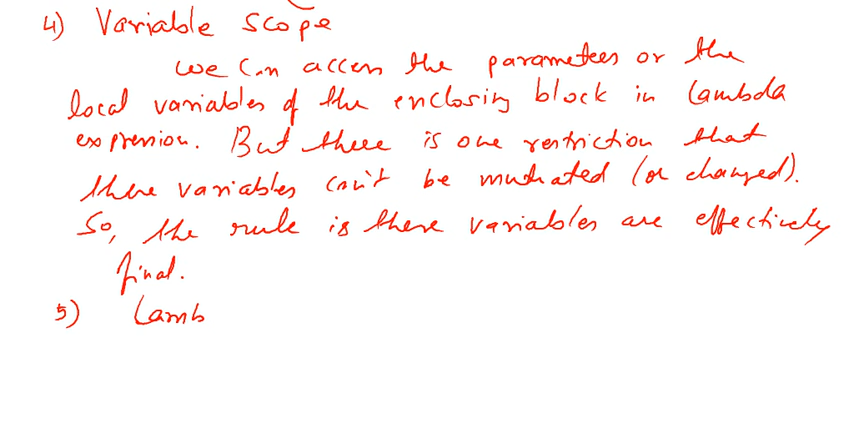 4) Variable scope
we can access the parameters or the
local variables of the enclosing block in lambda
expression. But there is one restriction that
these variables can't be mutated (or changed).
So, the rule is these variables are effectively
final.
5) Lamb